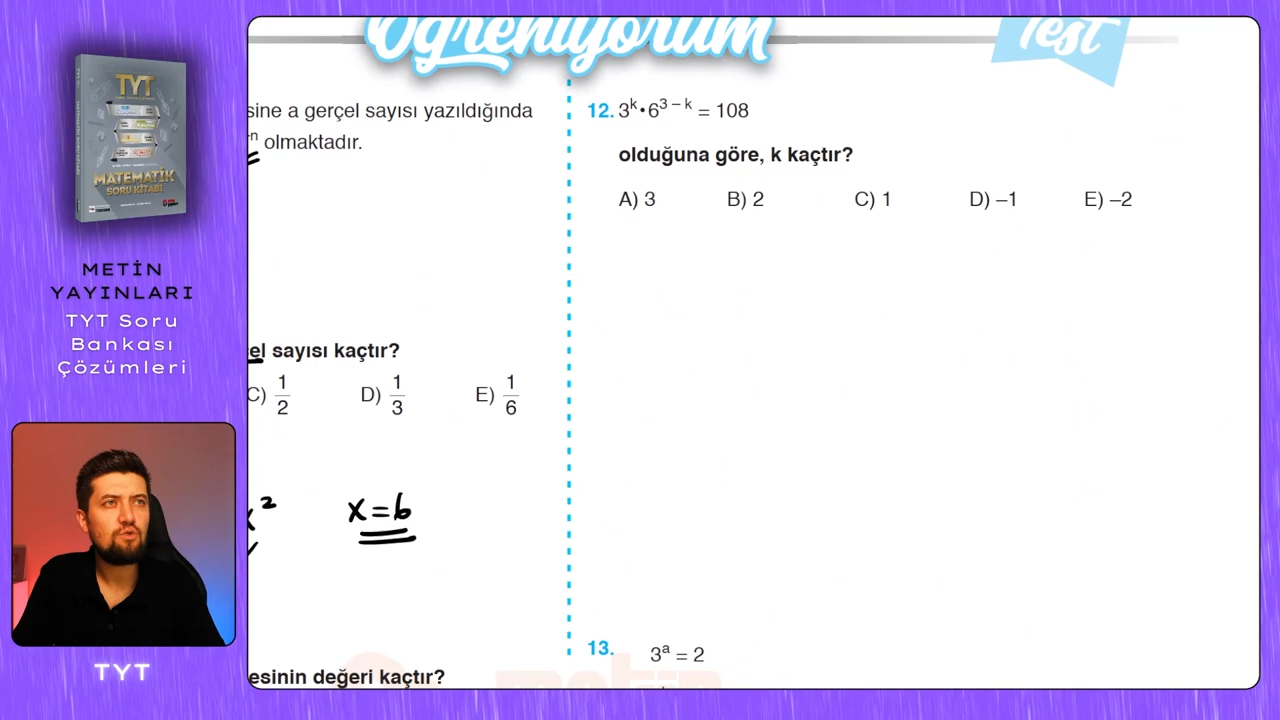 Öğreniyorum
Test
TYT
MATEMATİK
SORU KİTABI
METİN
YAYINLARI
TYT Soru
Bankası
Çözümleri
TYT
sine a gerçel sayısı yazıldığında
-n olmaktadır.
el sayısı kaçtır?
C) 1/2 D) 1/3 E) 1/6
x² x = 6
esinin değeri kaçtır?
12. 3ᵏ • 6³⁻ᵏ = 108
olduğuna göre, k kaçtır?
A) 3 B) 2 C) 1 D) –1 E) –2
13. 3ᵃ = 2
metin